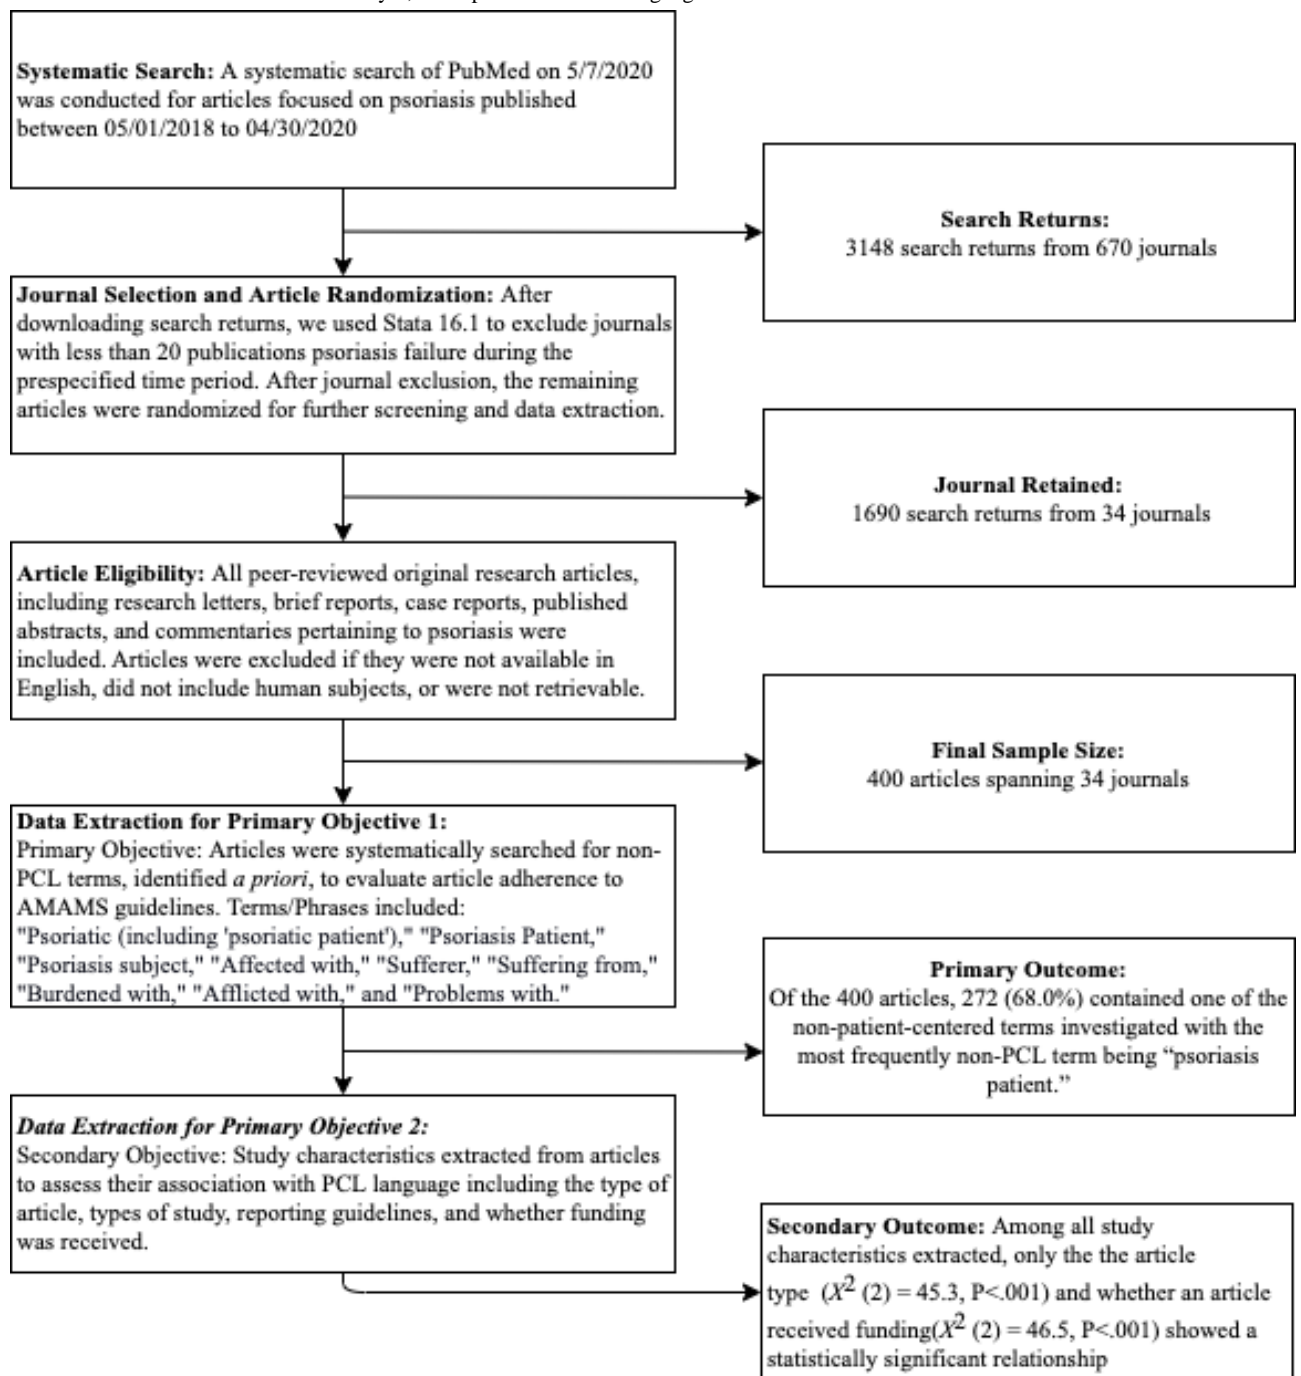 Systematic Search: A systematic search of PubMed on 5/7/2020
was conducted for articles focused on psoriasis published
between 05/01/2018 to 04/30/2020
Search Returns:
3148 search returns from 670 journals
Journal Selection and Article Randomization: After
downloading search returns, we used Stata 16.1 to exclude journals
with less than 20 publications psoriasis failure during the
prespecified time period. After journal exclusion, the remaining
articles were randomized for further screening and data extraction.
Journal Retained:
1690 search returns from 34 journals
Article Eligibility: All peer-reviewed original research articles,
including research letters, brief reports, case reports, published
abstracts, and commentaries pertaining to psoriasis were
included. Articles were excluded if they were not available in
English, did not include human subjects, or were not retrievable.
Final Sample Size:
400 articles spanning 34 journals
Data Extraction for Primary Objective 1:
Primary Objective: Articles were systematically searched for non-
PCL terms, identified a priori, to evaluate article adherence to
AMAMS guidelines. Terms/Phrases included:
"Psoriatic (including 'psoriatic patient')," "Psoriasis Patient,"
"Psoriasis subject," "Affected with," "Sufferer," "Suffering from,"
"Burdened with," "Afflicted with," and "Problems with."
Primary Outcome:
Of the 400 articles, 272 (68.0%) contained one of the
non-patient-centered terms investigated with the
most frequently non-PCL term being “psoriasis
patient.”
Data Extraction for Primary Objective 2:
Secondary Objective: Study characteristics extracted from articles
to assess their association with PCL language including the type of
article, types of study, reporting guidelines, and whether funding
was received.
Secondary Outcome: Among all study
characteristics extracted, only the the article
type (X² (2) = 45.3, P<.001) and whether an article
received funding(X² (2) = 46.5, P<.001) showed a
statistically significant relationship